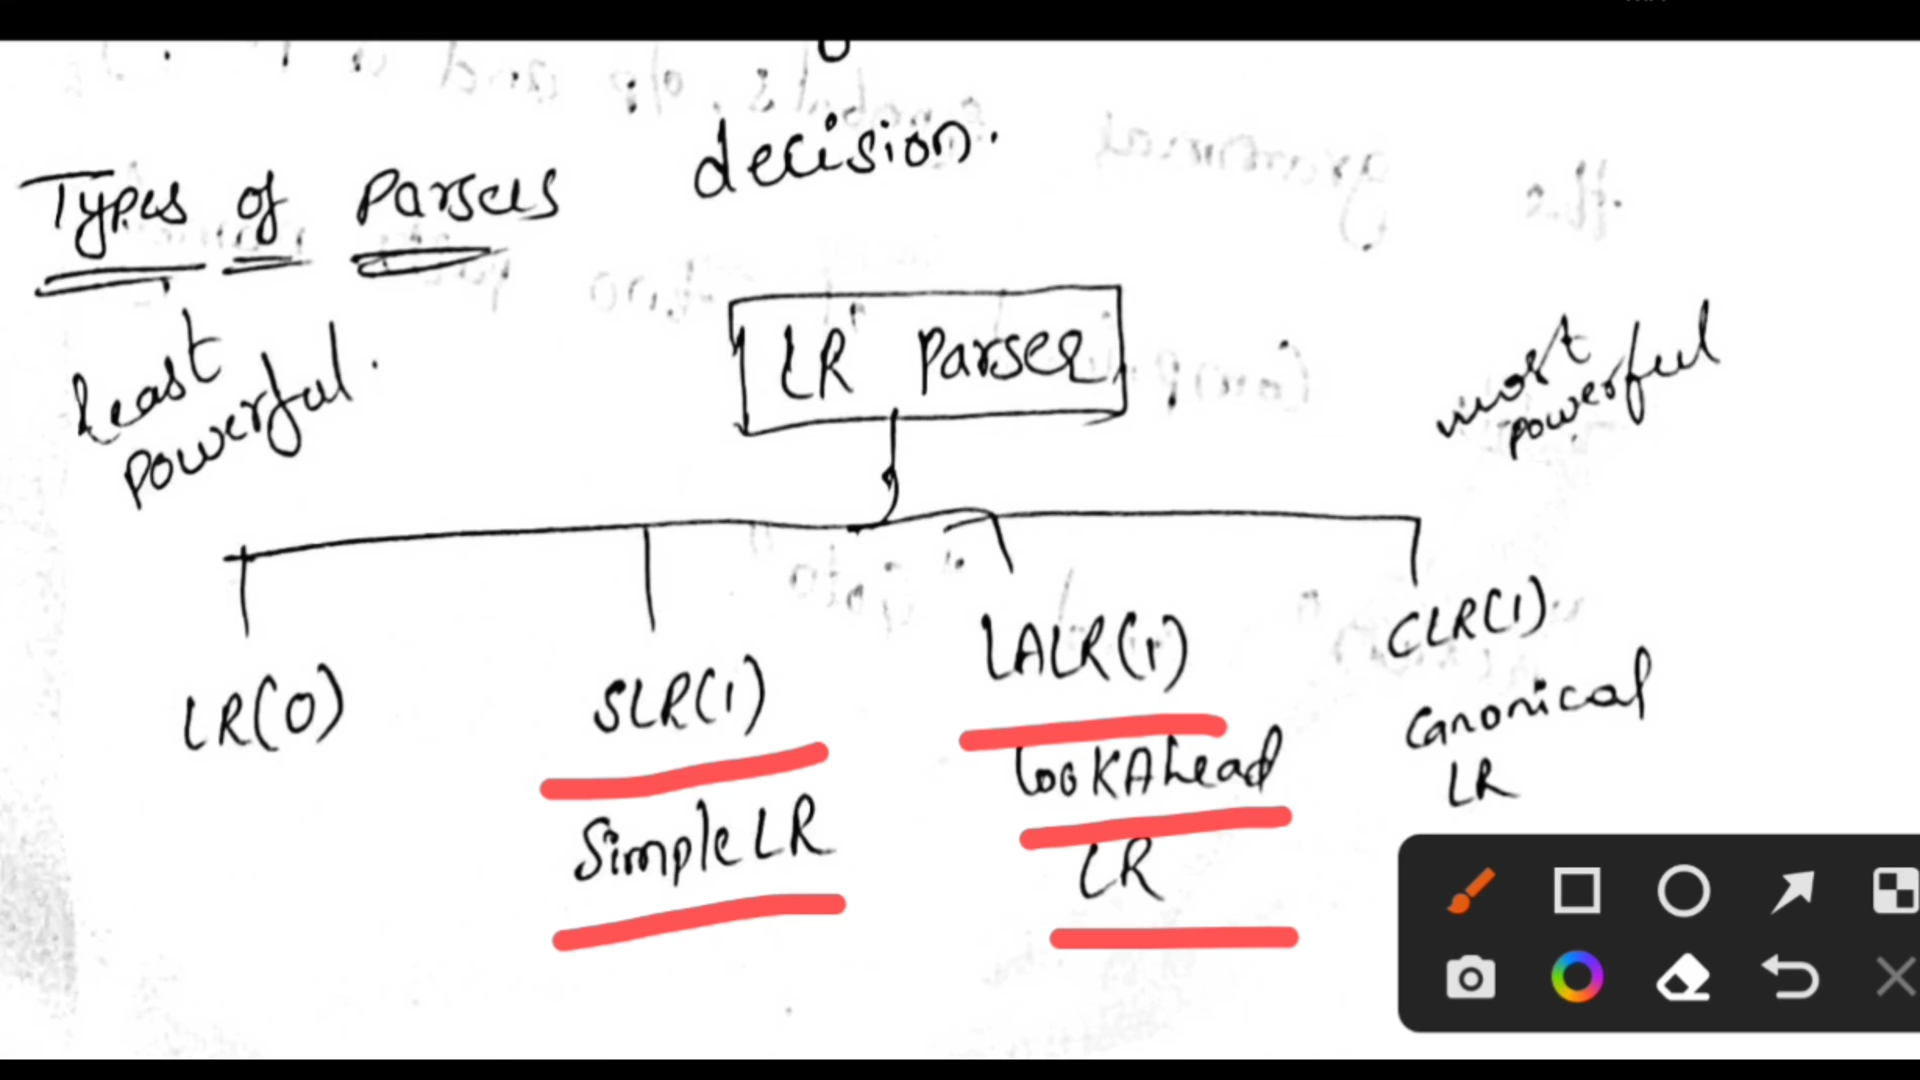 decision.
Types of Parsers
Least
Powerful.
LR Parser
most
powerful
LR(0)
SLR(1)
Simple LR
LALR(1)
LooKAhead
LR
CLR(1)
Canonical
LR